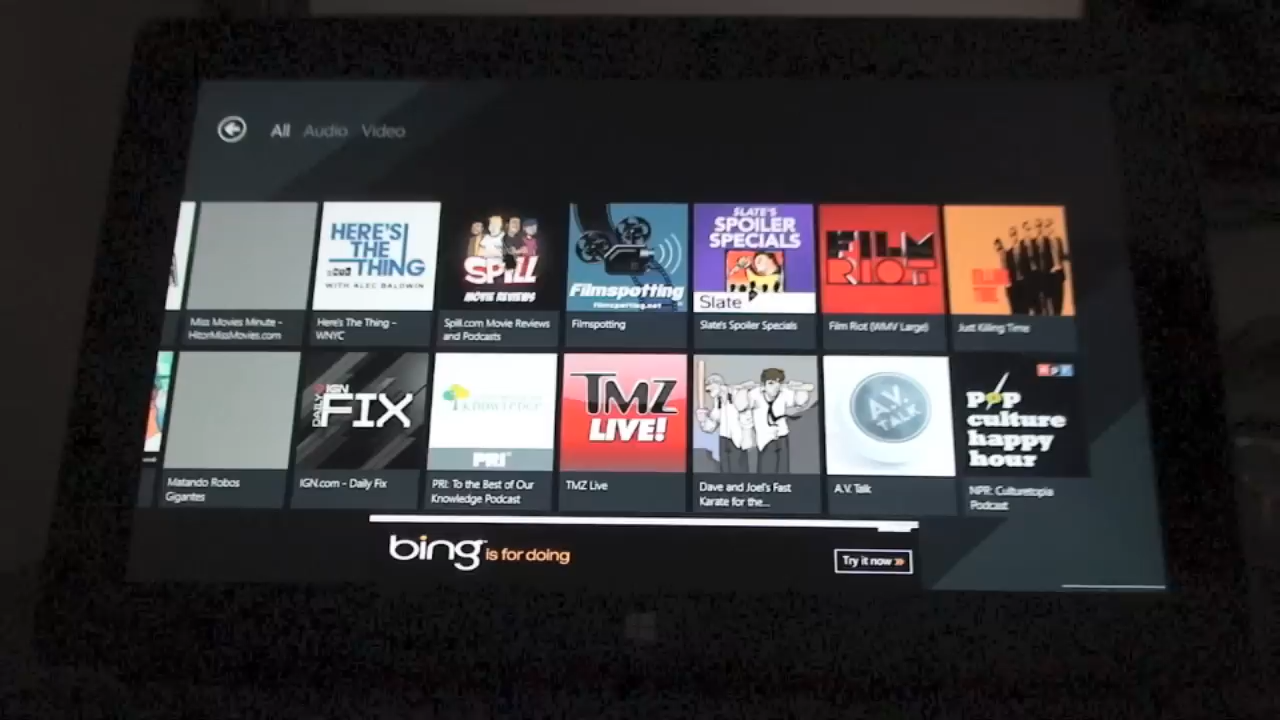 All Audio Video
HERE'S
THE
THING
WITH ALEC BALDWIN
SPILL
MOVIE REVIEWS
Filmspotting
filmspotting.net
SLATE'S
SPOILER
SPECIALS
Slate
FILM
RIOT
Miss Movies Minute -
HitorMissMovies.com
Here's The Thing -
WNYC
Spill.com Movie Reviews
and Podcasts
Filmspotting
Slate's Spoiler Specials
Film Riot (WMV Large)
Just Killing Time
DAILY IGN
FIX
knowledge
PRI
TMZ
LIVE!
A.V.
TALK
npr
pop
culture
happy
hour
Matando Robos
Gigantes
IGN.com - Daily Fix
PRI: To the Best of Our
Knowledge Podcast
TMZ Live
Dave and Joel's Fast
Karate for the...
A.V. Talk
NPR: Culturetopia
Podcast
bing is for doing
Try it now »